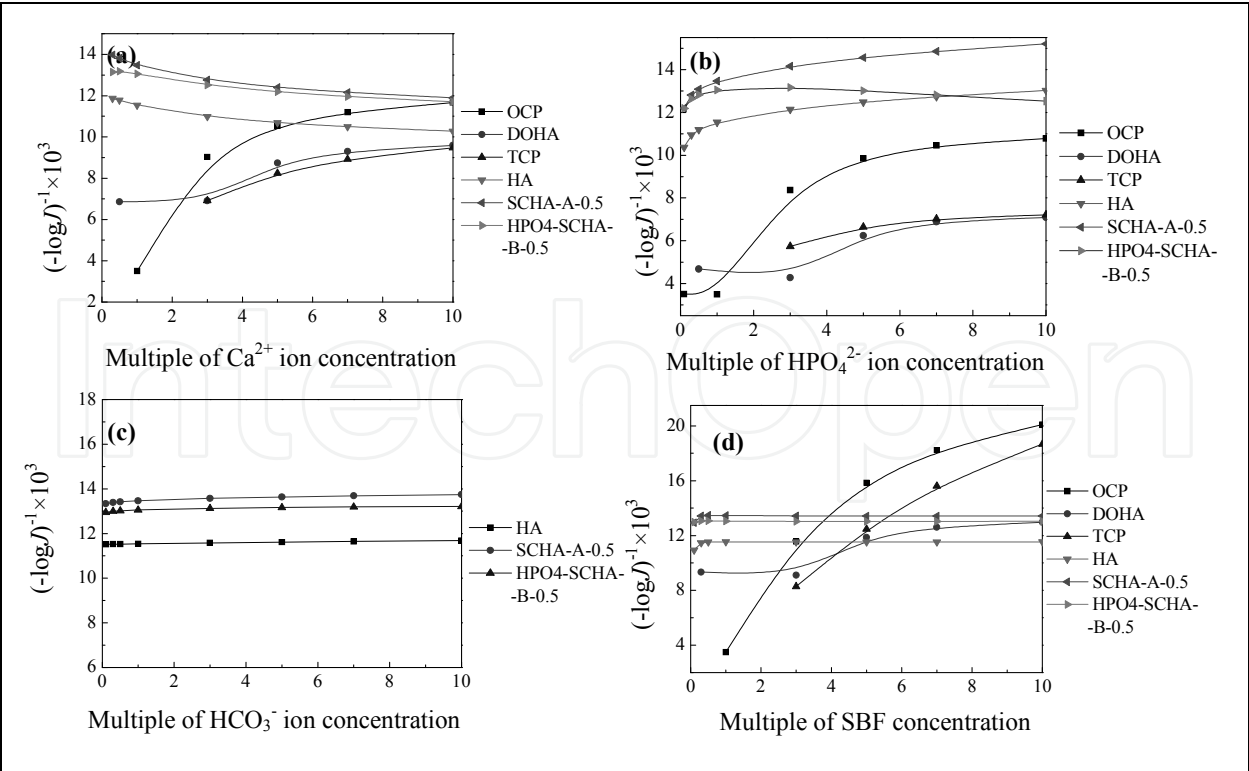 (a)
14
12
10
8
6
4
2
0 2 4 6 8 10
(-logJ)⁻¹×10³
Multiple of Ca²⁺ ion concentration
OCP
DOHA
TCP
HA
SCHA-A-0.5
HPO4-SCHA-
-B-0.5
(b)
14
12
10
8
6
4
0 2 4 6 8 10
(-logJ)⁻¹×10³
Multiple of HPO₄²⁻ ion concentration
OCP
DOHA
TCP
HA
SCHA-A-0.5
HPO4-SCHA-
-B-0.5
(c)
18
16
14
12
10
8
6
0 2 4 6 8 10
(-logJ)⁻¹×10³
Multiple of HCO₃⁻ ion concentration
HA
SCHA-A-0.5
HPO4-SCHA-
-B-0.5
(d)
20
16
12
8
4
0 2 4 6 8 10
(-logJ)⁻¹×10³
Multiple of SBF concentration
OCP
DOHA
TCP
HA
SCHA-A-0.5
HPO4-SCHA-
-B-0.5
IntechOpen